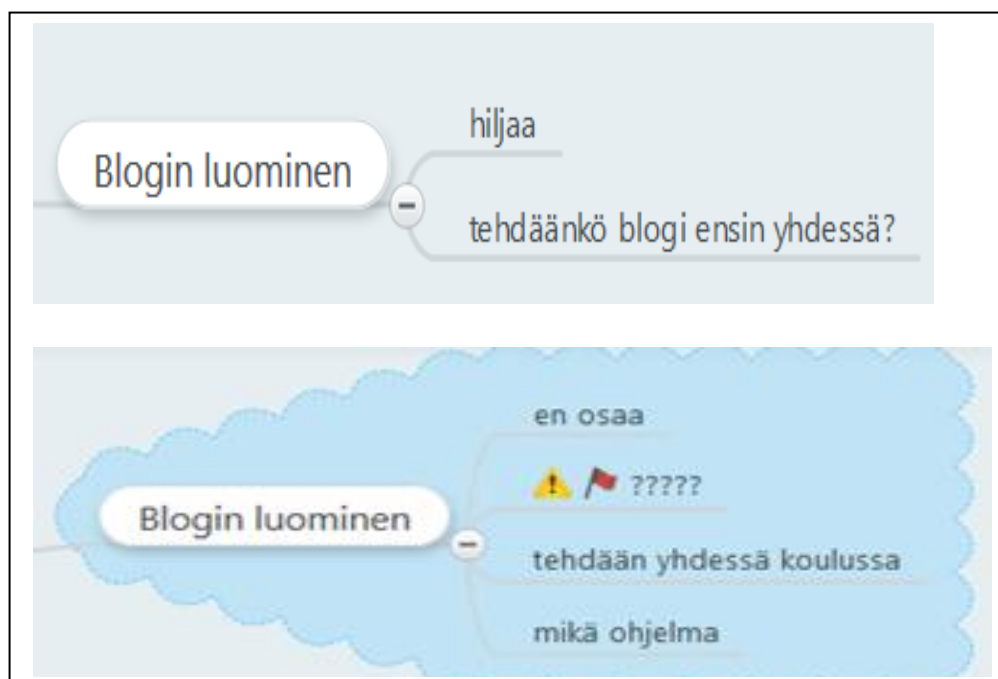 hiljaa
Blogin luominen
tehdäänkö blogi ensin yhdessä?
en osaa
?????
Blogin luominen
tehdään yhdessä koulussa
mikä ohjelma